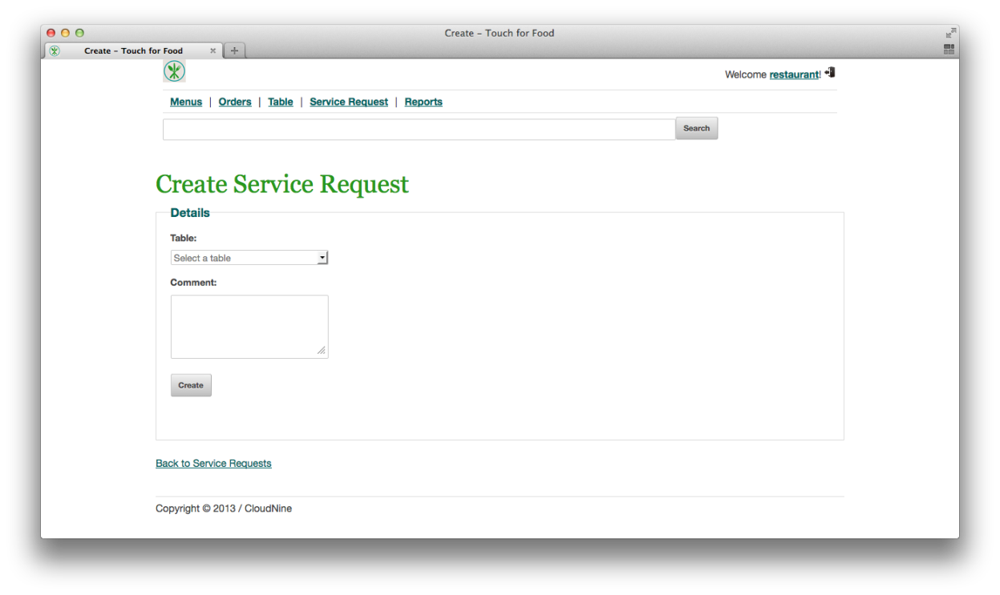 Create – Touch for Food
Create – Touch for Food
Welcome restaurant!
Menus | Orders | Table | Service Request | Reports
Search
Create Service Request
Details
Table:
Select a table
Comment:
Create
Back to Service Requests
Copyright © 2013 / CloudNine